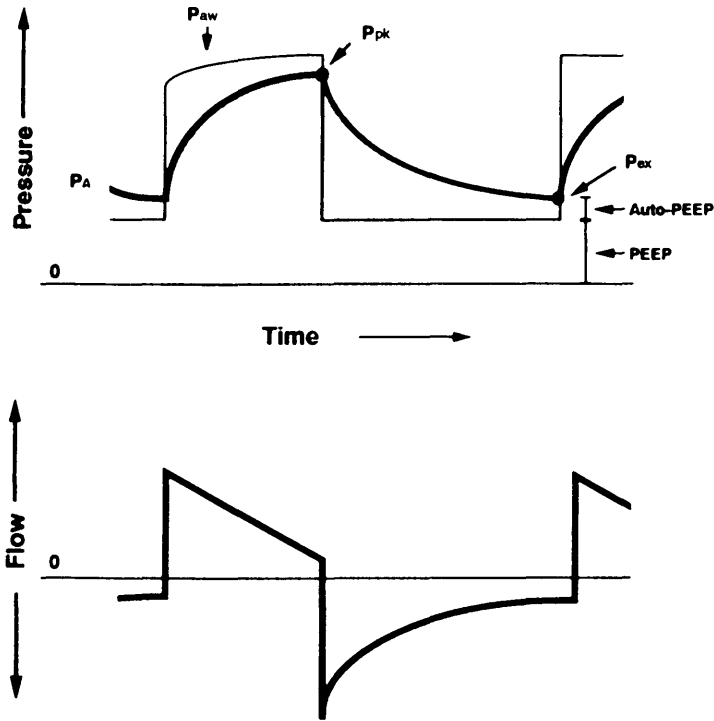 Paw
Ppk
PA
Pex
Auto-PEEP
PEEP
0
Pressure
Time
Flow
0